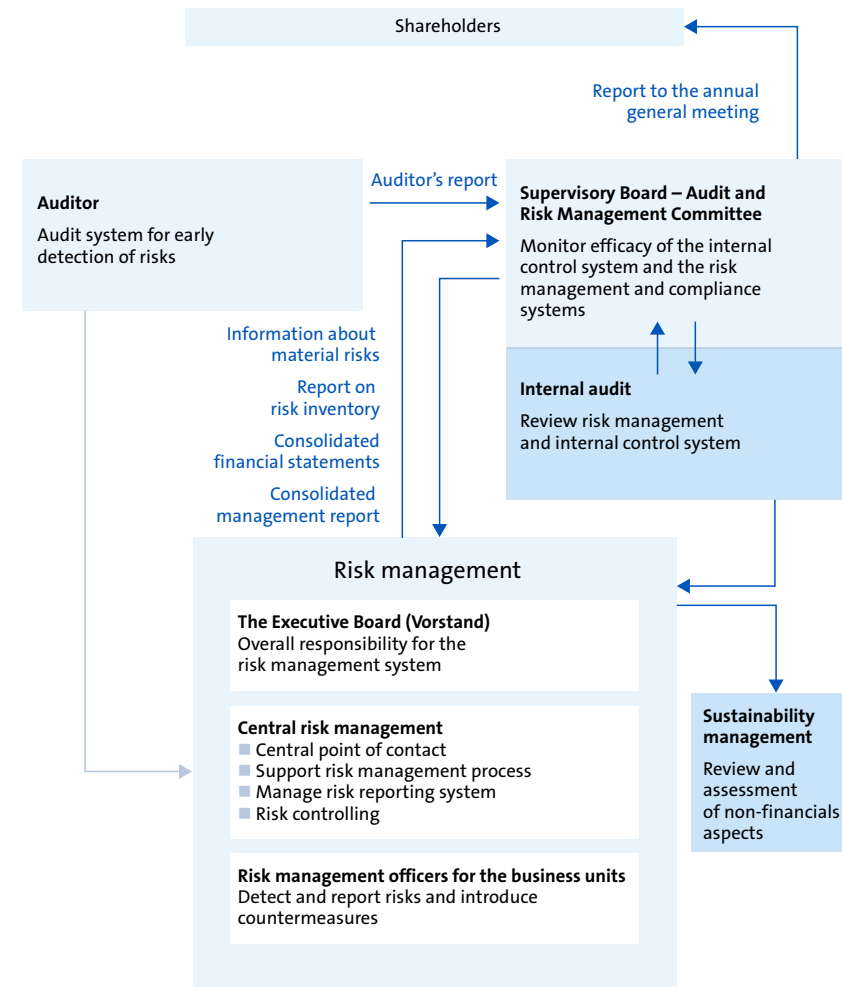 Shareholders
Report to the annual
general meeting
Auditor
Audit system for early
detection of risks
Auditor’s report
Supervisory Board – Audit and
Risk Management Committee
Monitor efficacy of the internal
control system and the risk
management and compliance
systems
Internal audit
Review risk management
and internal control system
Information about
material risks
Report on
risk inventory
Consolidated
financial statements
Consolidated
management report
Risk management
The Executive Board (Vorstand)
Overall responsibility for the
risk management system
Central risk management
Central point of contact
Support risk management process
Manage risk reporting system
Risk controlling
Risk management officers for the business units
Detect and report risks and introduce
countermeasures
Sustainability
management
Review and
assessment
of non-financials
aspects